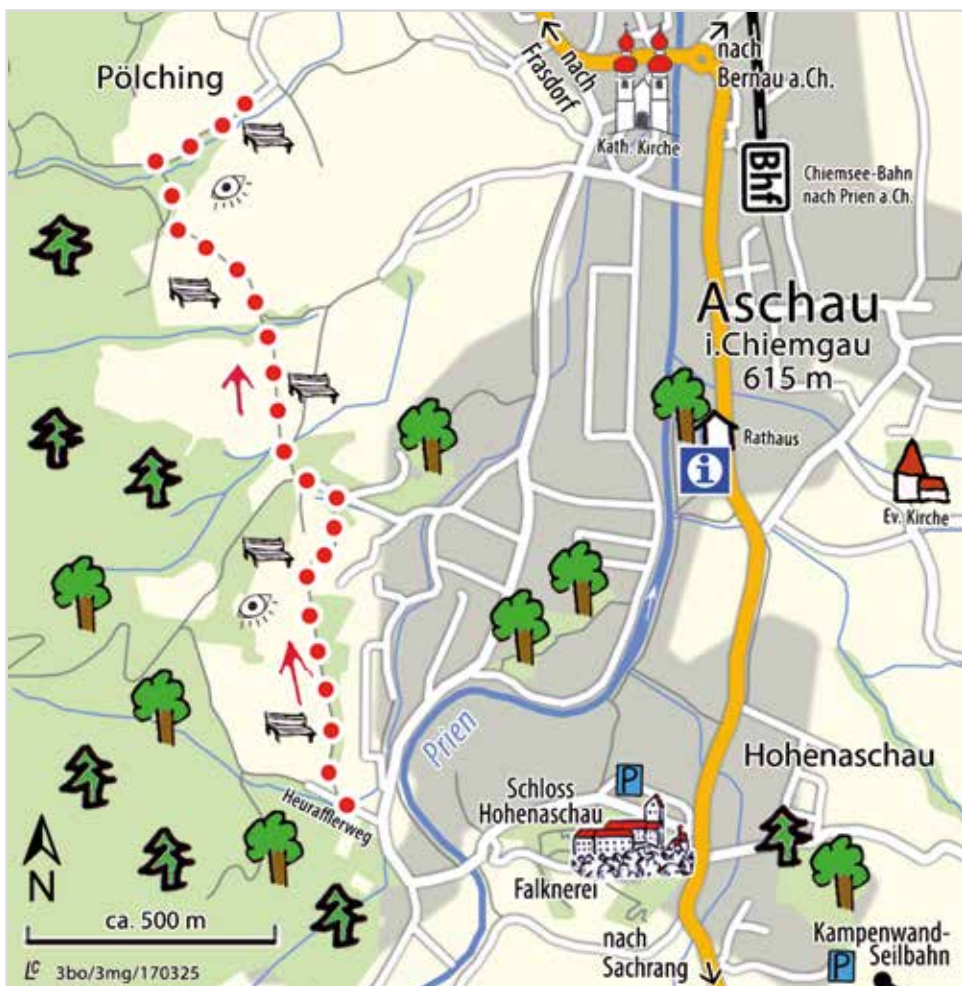 Pölching
nach
Frasdorf
nach
Bernau a.Ch.
Kath. Kirche
Bhf
Chiemsee-Bahn
nach Prien a.Ch.
Aschau
i.Chiemgau
615 m
Rathaus
i
Ev. Kirche
Prien
Hohenaschau
P
Schloss
Hohenaschau
Heurafflerweg
Falknerei
N
ca. 500 m
nach
Sachrang
Kampenwand-
Seilbahn
P
3bo/3mg/170325